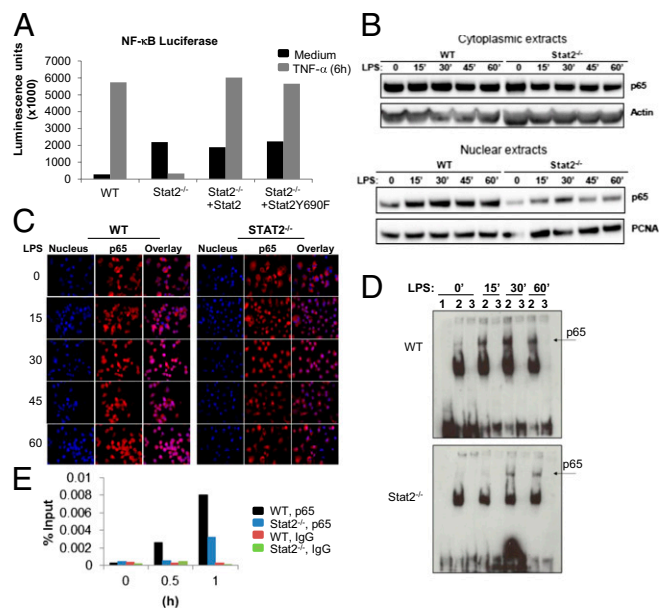 A
NF-κB Luciferase
Luminescence units
(x1000)
7000
6000
5000
4000
3000
2000
1000
0
Medium
TNF-α (6h)
WT
Stat2-/-
Stat2-/-
+Stat2
Stat2-/-
+Stat2Y690F
B
Cytoplasmic extracts
WT
Stat2-/-
LPS: 0 15' 30' 45' 60' 0 15' 30' 45' 60'
p65
Actin
Nuclear extracts
WT
Stat2-/-
LPS: 0 15' 30' 45' 60' 0 15' 30' 45' 60'
p65
PCNA
C
WT
STAT2-/-
LPS Nucleus p65 Overlay Nucleus p65 Overlay
0
15
30
45
60
D
LPS: 0' 15' 30' 60'
1 2 3 2 3 2 3 2 3
WT
p65
Stat2-/-
p65
E
% Input
0.01
0.008
0.006
0.004
0.002
0
0 0.5 1
(h)
WT, p65
Stat2-/-, p65
WT, IgG
Stat2-/-, IgG